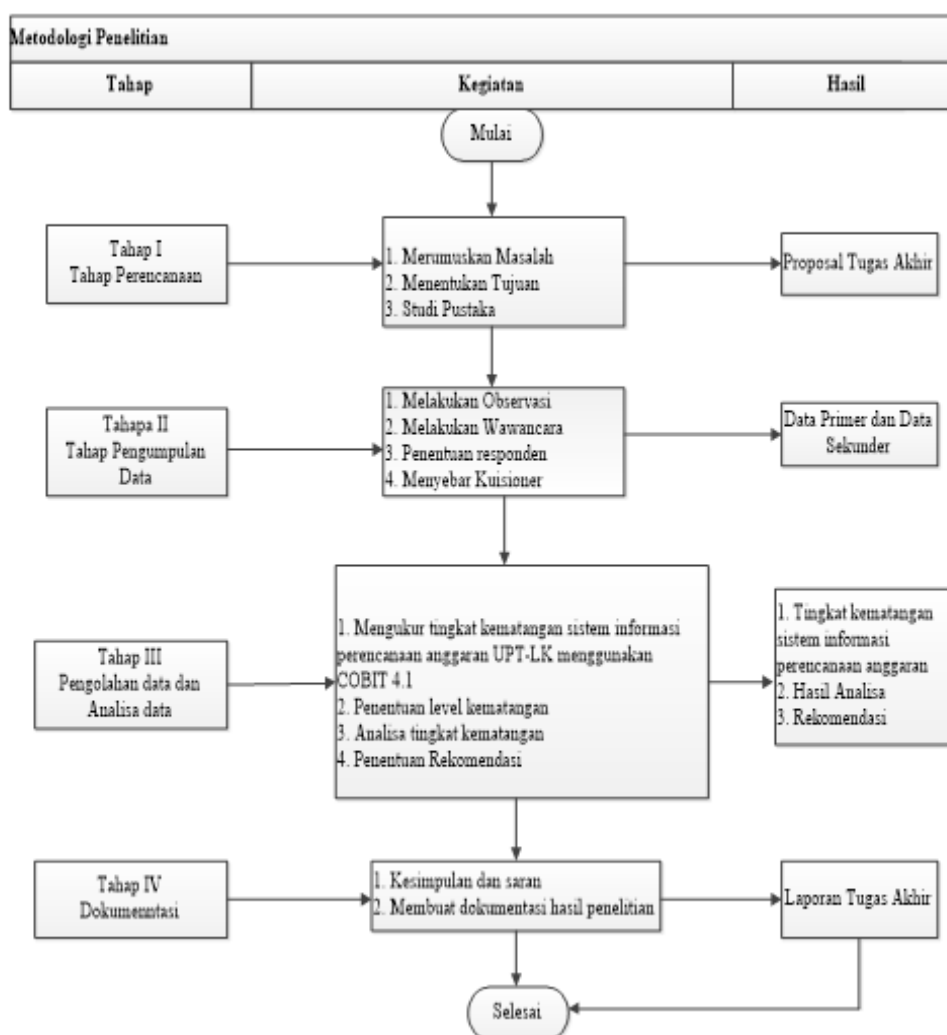 Metodologi Penelitian
Tahap
Kegiatan
Hasil
Mulai
Tahap I
Tahap Perencanaan
1. Merumuskan Masalah
2. Menentukan Tujuan
3. Studi Pustaka
Proposal Tugas Akhir
Tahapa II
Tahap Pengumpulan
Data
1. Melakukan Observasi
2. Melakukan Wawancara
3. Penentuan responden
4. Menyebar Kuisioner
Data Primer dan Data
Sekunder
Tahap III
Pengolahan data dan
Analisa data
1. Mengukur tingkat kematangan sistem informasi
perencanaan anggaran UPT-LK menggunakan
COBIT 4.1
2. Penentuan level kematangan
3. Analisa tingkat kematangan
4. Penentuan Rekomendasi
1. Tingkat kematangan
sistem informasi
perencanaan anggaran
2. Hasil Analisa
3. Rekomendasi
Tahap IV
Dokumenntasi
1. Kesimpulan dan saran
2. Membuat dokumentasi hasil penelitian
Laporan Tugas Akhir
Selesai